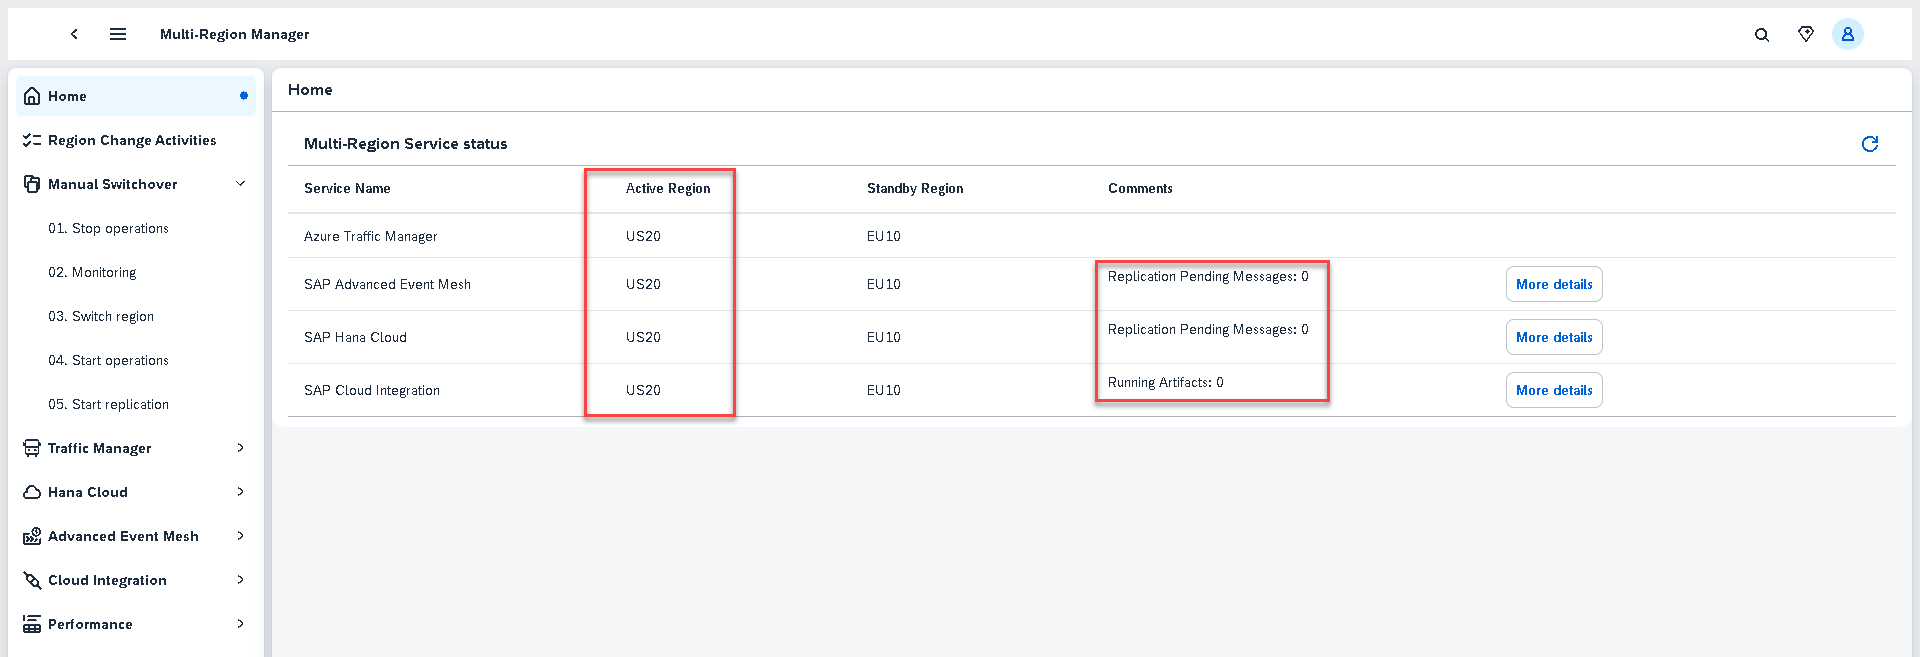 Multi-Region Manager
Home
Region Change Activities
Manual Switchover
01. Stop operations
02. Monitoring
03. Switch region
04. Start operations
05. Start replication
Traffic Manager
Hana Cloud
Advanced Event Mesh
Cloud Integration
Performance
Home
Multi-Region Service status
Service Name Active Region Standby Region Comments
Azure Traffic Manager US20 EU10
SAP Advanced Event Mesh US20 EU10 Replication Pending Messages: 0 More details
SAP Hana Cloud US20 EU10 Replication Pending Messages: 0 More details
SAP Cloud Integration US20 EU10 Running Artifacts: 0 More details